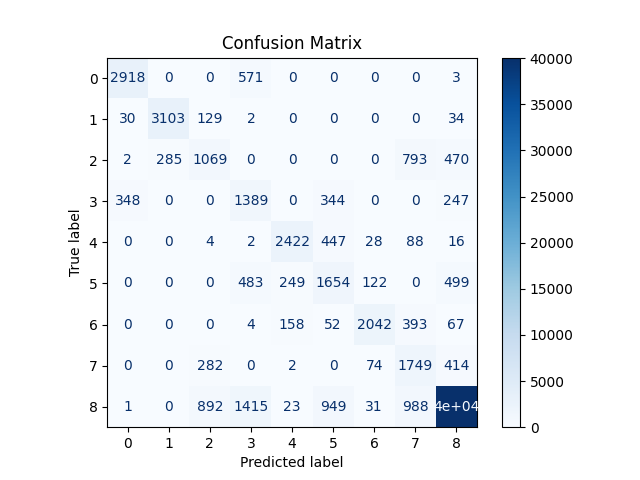 Confusion Matrix
0 2918 0 0 571 0 0 0 0 3
1 30 3103 129 2 0 0 0 0 34
2 2 285 1069 0 0 0 0 793 470
3 348 0 0 1389 0 344 0 0 247
4 0 0 4 2 2422 447 28 88 16
5 0 0 0 483 249 1654 122 0 499
6 0 0 0 4 158 52 2042 393 67
7 0 0 282 0 2 0 74 1749 414
8 1 0 892 1415 23 949 31 988 4e+04
0 1 2 3 4 5 6 7 8
Predicted label
True label
40000
35000
30000
25000
20000
15000
10000
5000
0